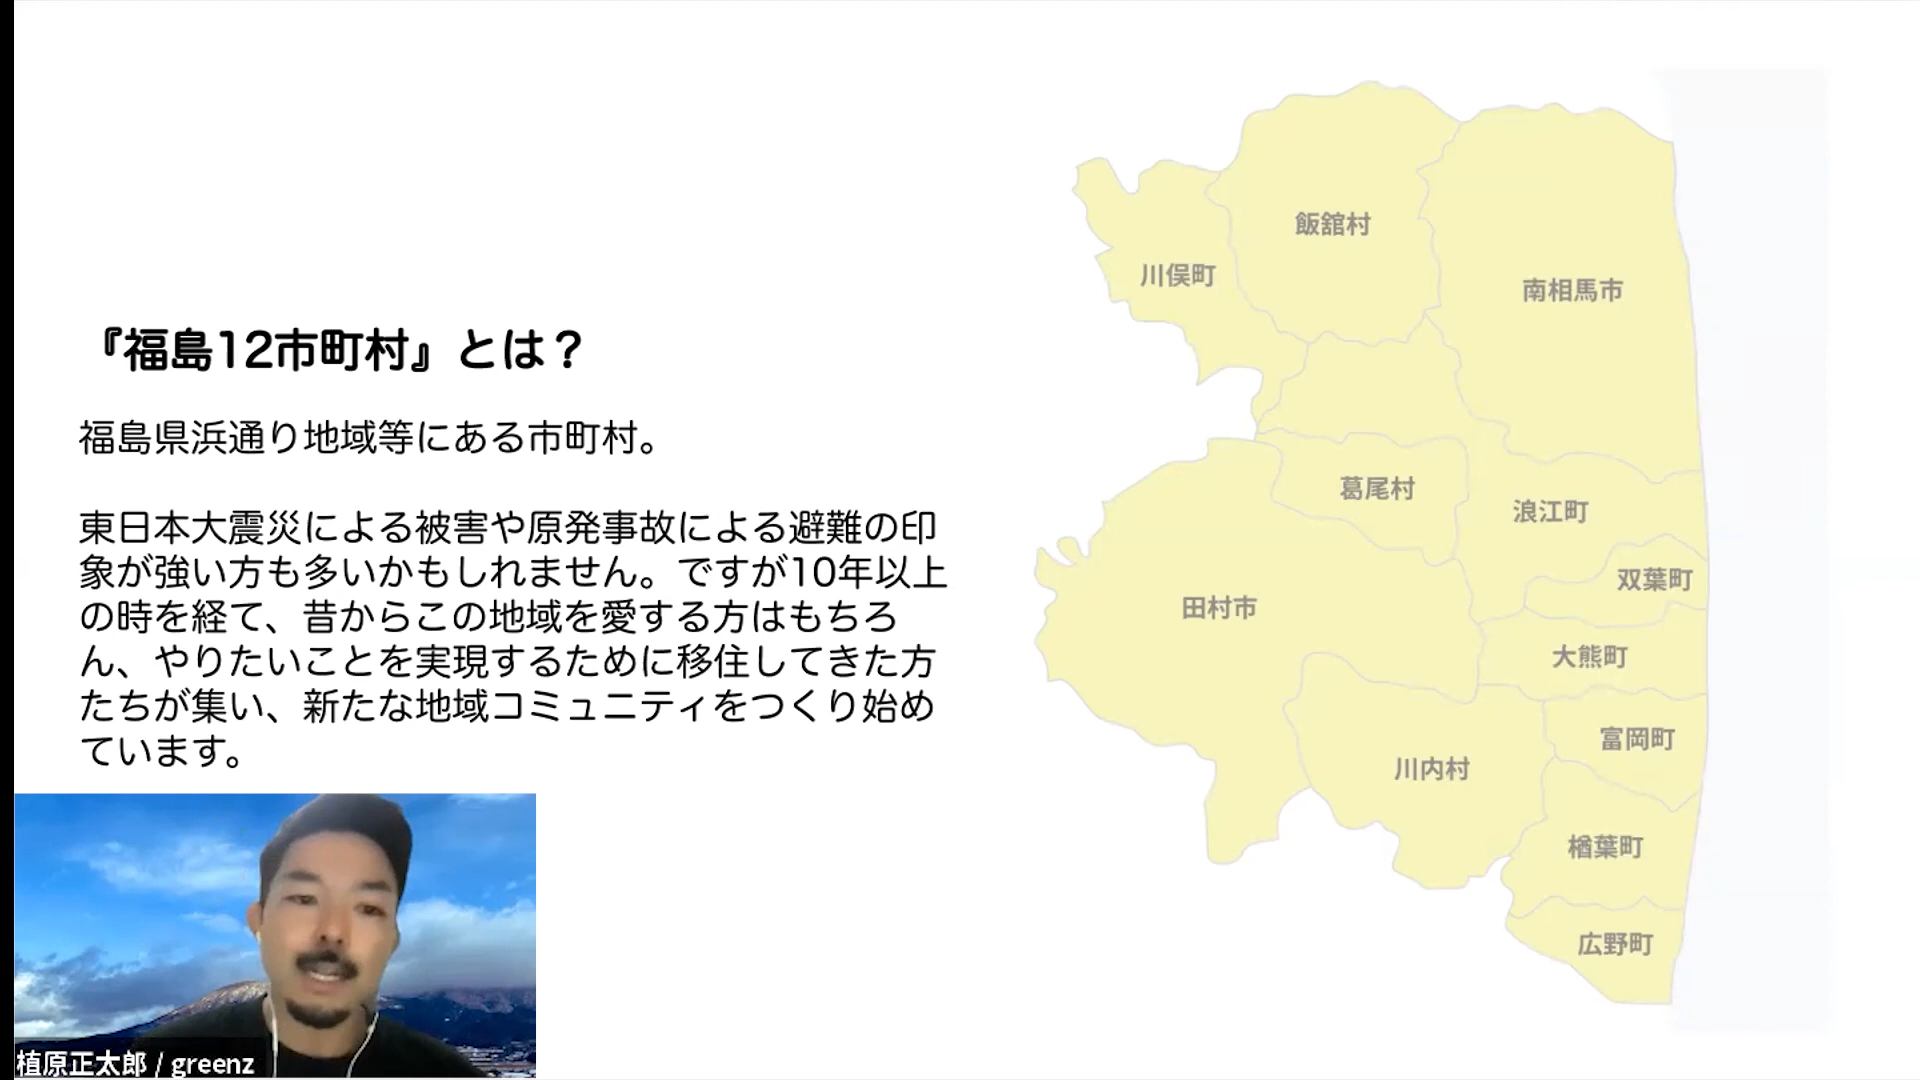 『福島12市町村』とは？
福島県浜通り地域等にある市町村。
東日本大震災による被害や原発事故による避難の印
象が強い方も多いかもしれません。ですが10年以上
の時を経て、昔からこの地域を愛する方はもちろ
ん、やりたいことを実現するために移住してきた方
たちが集い、新たな地域コミュニティをつくり始め
ています。
飯舘村
川俣町
南相馬市
葛尾村
浪江町
双葉町
田村市
大熊町
富岡町
川内村
楢葉町
広野町
植原正太郎 / greenz